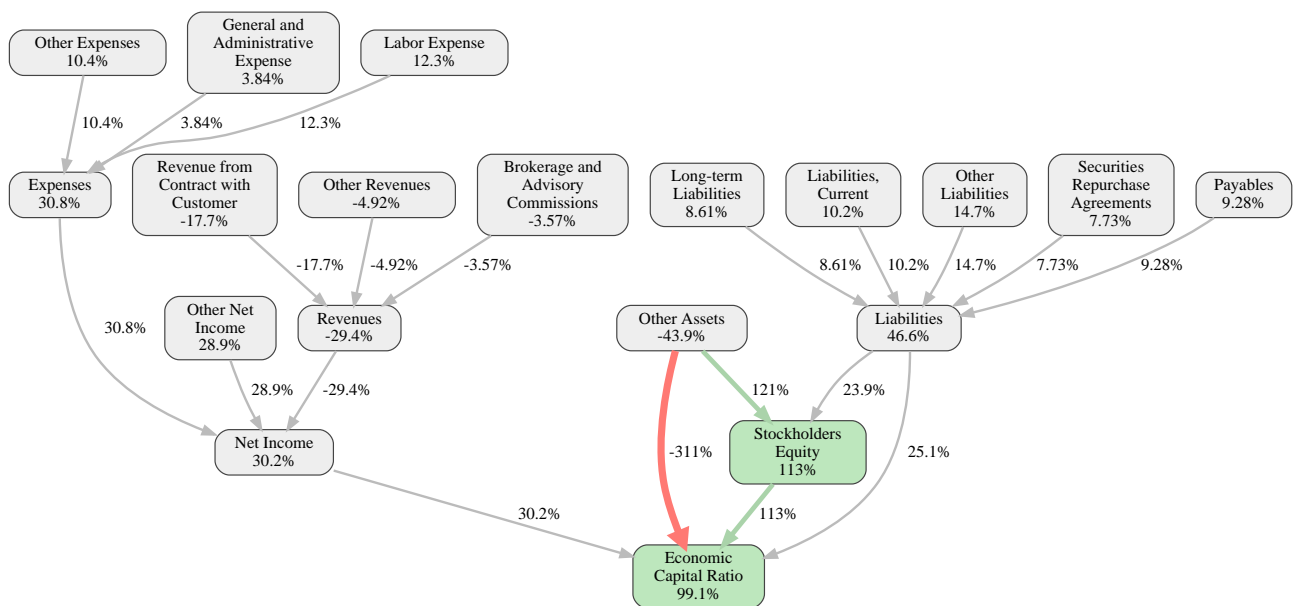 General and
Administrative
Expense
3.84%
Other Expenses
10.4%
Labor Expense
12.3%
10.4%
3.84%
12.3%
Expenses
30.8%
Revenue from
Contract with
Customer
-17.7%
Other Revenues
-4.92%
Brokerage and
Advisory
Commissions
-3.57%
Long-term
Liabilities
8.61%
Liabilities,
Current
10.2%
Other
Liabilities
14.7%
Securities
Repurchase
Agreements
7.73%
Payables
9.28%
-17.7%
-4.92%
-3.57%
8.61%
10.2%
14.7%
7.73%
9.28%
30.8%
Other Net
Income
28.9%
Revenues
-29.4%
Other Assets
-43.9%
Liabilities
46.6%
28.9%
-29.4%
121%
23.9%
Net Income
30.2%
-311%
Stockholders
Equity
113%
25.1%
30.2%
113%
Economic
Capital Ratio
99.1%